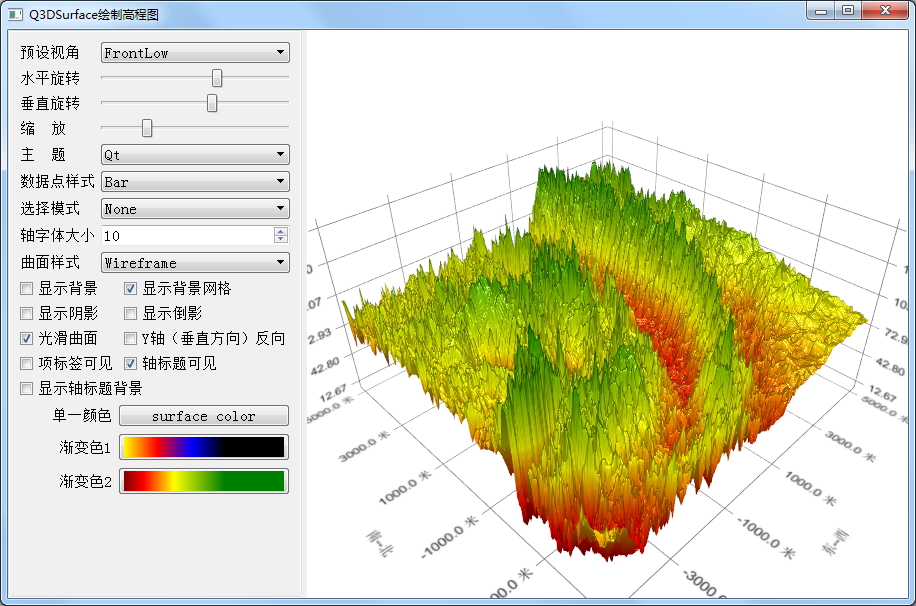 Q3DSurface绘制高程图
预设视角 FrontLow
水平旋转
垂直旋转
缩 放
主 题 Qt
数据点样式 Bar
选择模式 None
轴字体大小 10
曲面样式 Wireframe
显示背景 显示背景网格
显示阴影 显示倒影
光滑曲面 Y轴（垂直方向）反向
项标签可见 轴标题可见
显示轴标题背景
单一颜色 surface color
渐变色1
渐变色2
2.93
42.80
12.67
5000.0 米
3000.0 米
1000.0 米
-1000.0 米
72.9
42.80
12.67
5000.0 米
3000.0 米
1000.0 米
-1000.0 米
-3000.0